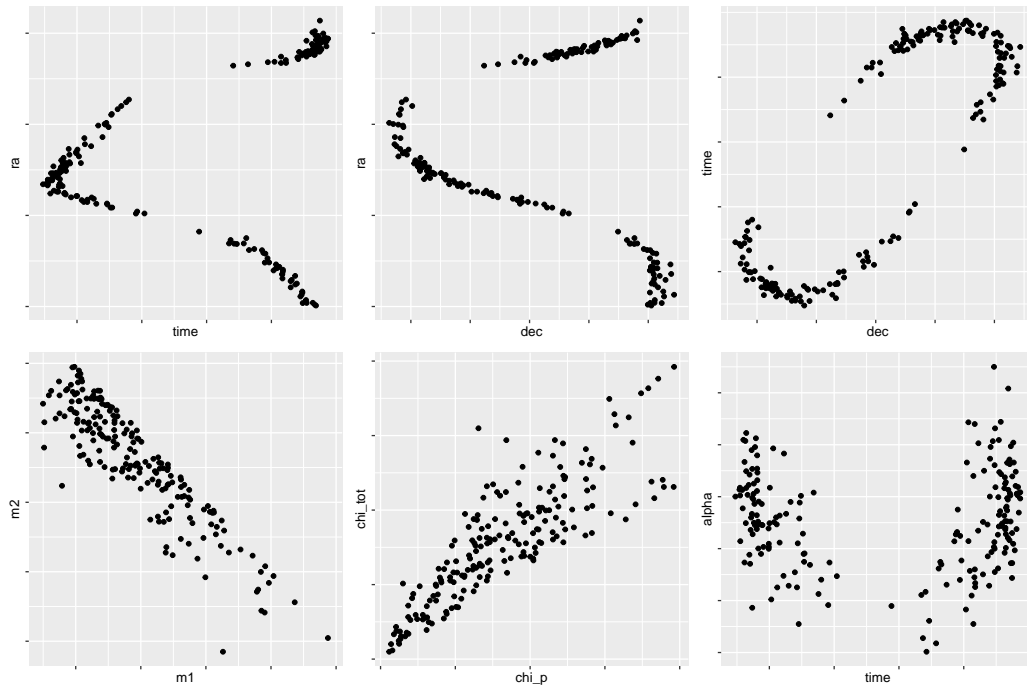 ra
time
ra
dec
time
dec
m2
m1
chi_tot
chi_p
alpha
time